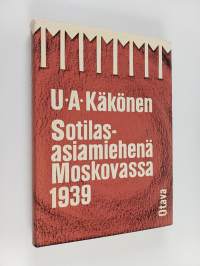 U·A·Käkönen
Sotilas-
asiamiehenä
Moskovassa
1939
Otava